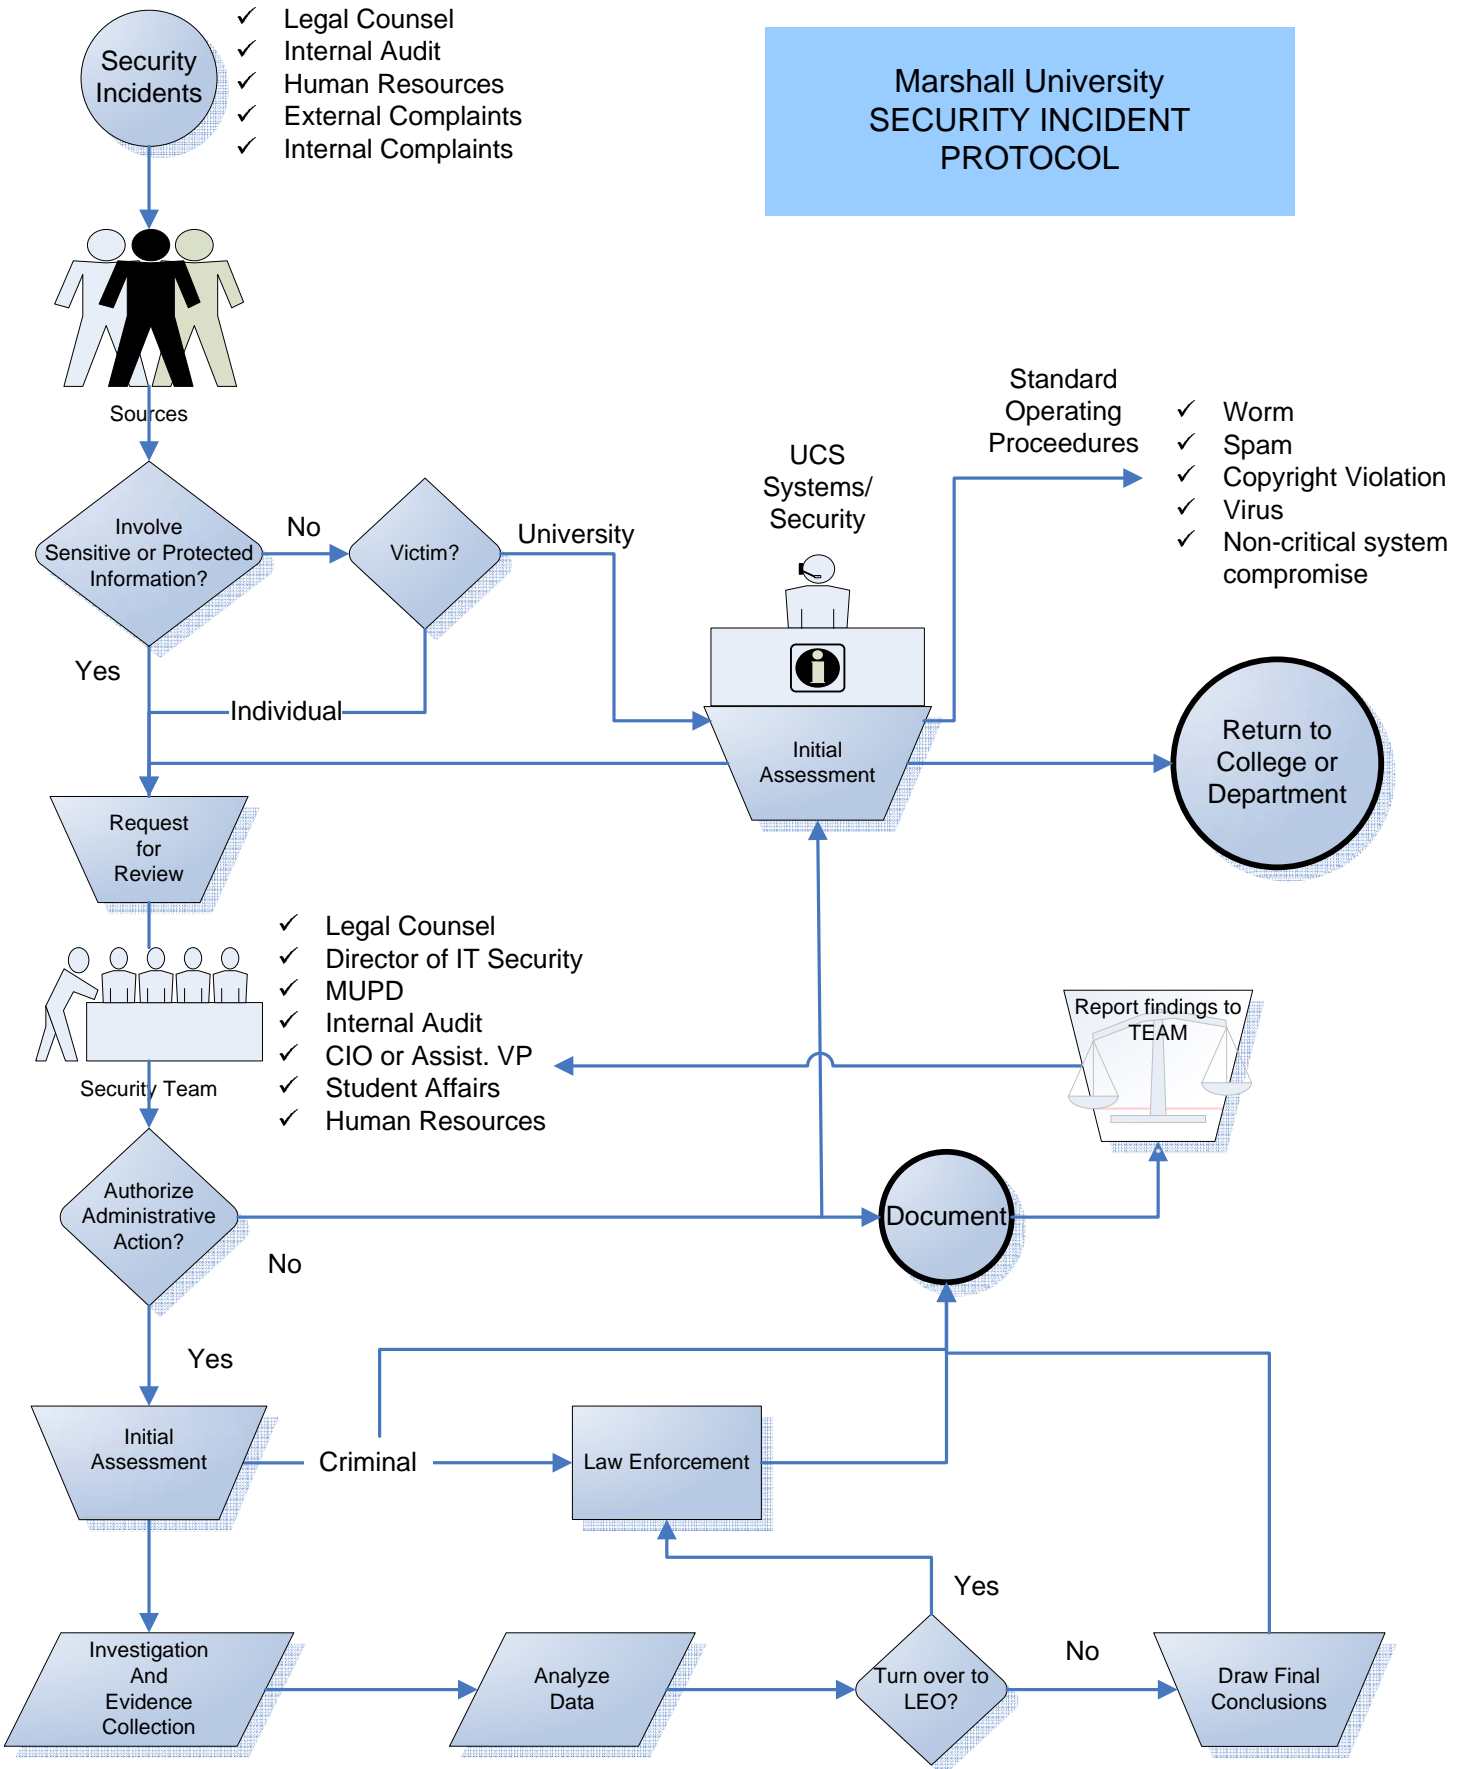 Security
Incidents
✓ Legal Counsel
✓ Internal Audit
✓ Human Resources
✓ External Complaints
✓ Internal Complaints
Marshall University
SECURITY INCIDENT
PROTOCOL
Sources
Standard
Operating
Proceedures
✓ Worm
✓ Spam
✓ Copyright Violation
✓ Virus
✓ Non-critical system
compromise
UCS
Systems/
Security
Involve
Sensitive or Protected
Information?
No
Victim?
University
Yes
Individual
i
Initial
Assessment
Return to
College or
Department
Request
for
Review
✓ Legal Counsel
✓ Director of IT Security
✓ MUPD
✓ Internal Audit
✓ CIO or Assist. VP
✓ Student Affairs
✓ Human Resources
Security Team
Report findings to
TEAM
Authorize
Administrative
Action?
No
Document
Yes
Initial
Assessment
Criminal
Law Enforcement
Yes
Investigation
And
Evidence
Collection
Analyze
Data
Turn over to
LEO?
No
Draw Final
Conclusions